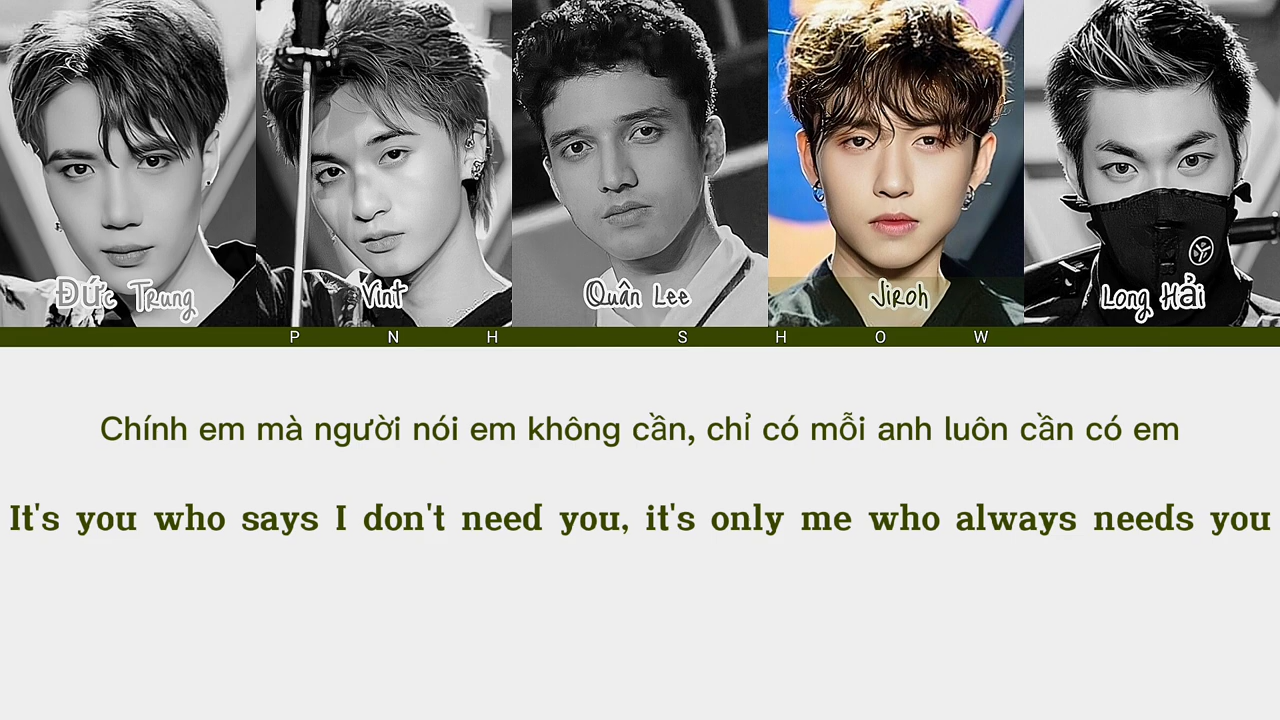 Đức Trung
Vint
Quân Lee
Jiroh
Long Hải
PNH SHOW
Chính em mà người nói em không cần, chỉ có mỗi anh luôn cần có em
It's you who says I don't need you, it's only me who always needs you